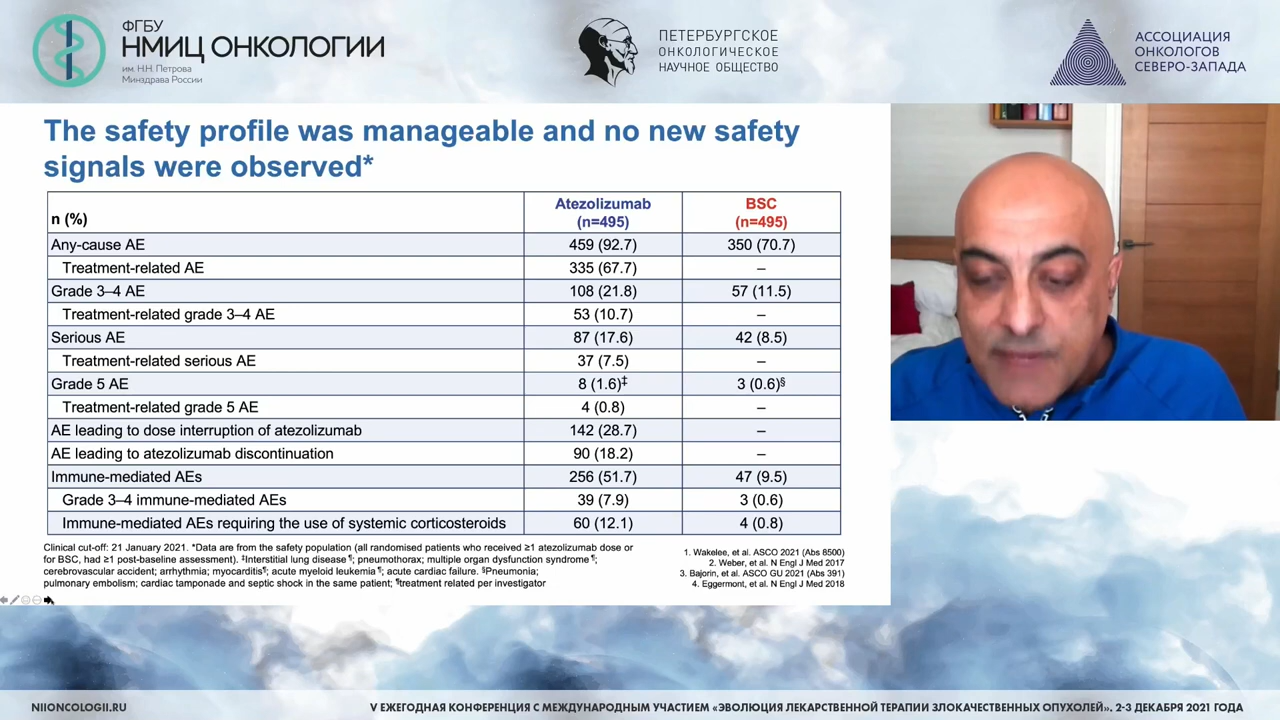 ФГБУ
НМИЦ ОНКОЛОГИИ
им. Н.Н. Петрова
Минздрава России
ПЕТЕРБУРГСКОЕ
ОНКОЛОГИЧЕСКОЕ
НАУЧНОЕ ОБЩЕСТВО
АССОЦИАЦИЯ
ОНКОЛОГОВ
СЕВЕРО-ЗАПАДА
The safety profile was manageable and no new safety
signals were observed*
n (%) Atezolizumab (n=495) BSC (n=495)
Any-cause AE 459 (92.7) 350 (70.7)
Treatment-related AE 335 (67.7) –
Grade 3–4 AE 108 (21.8) 57 (11.5)
Treatment-related grade 3–4 AE 53 (10.7) –
Serious AE 87 (17.6) 42 (8.5)
Treatment-related serious AE 37 (7.5) –
Grade 5 AE 8 (1.6)‡ 3 (0.6)§
Treatment-related grade 5 AE 4 (0.8) –
AE leading to dose interruption of atezolizumab 142 (28.7) –
AE leading to atezolizumab discontinuation 90 (18.2) –
Immune-mediated AEs 256 (51.7) 47 (9.5)
Grade 3–4 immune-mediated AEs 39 (7.9) 3 (0.6)
Immune-mediated AEs requiring the use of systemic corticosteroids 60 (12.1) 4 (0.8)
Clinical cut-off: 21 January 2021. *Data are from the safety population (all randomised patients who received ≥1 atezolizumab dose or
for BSC, had ≥1 post-baseline assessment). ‡Interstitial lung disease¶; pneumothorax; multiple organ dysfunction syndrome¶;
cerebrovascular accident; arrhythmia; myocarditis¶; acute myeloid leukemia¶; acute cardiac failure. §Pneumonia;
pulmonary embolism; cardiac tamponade and septic shock in the same patient; ¶treatment related per investigator
1. Wakelee, et al. ASCO 2021 (Abs 8500)
2. Weber, et al. N Engl J Med 2017
3. Bajorin, et al. ASCO GU 2021 (Abs 391)
4. Eggermont, et al. N Engl J Med 2018
NIIONCOLOGII.RU
V ЕЖЕГОДНАЯ КОНФЕРЕНЦИЯ С МЕЖДУНАРОДНЫМ УЧАСТИЕМ «ЭВОЛЮЦИЯ ЛЕКАРСТВЕННОЙ ТЕРАПИИ ЗЛОКАЧЕСТВЕННЫХ ОПУХОЛЕЙ». 2-3 ДЕКАБРЯ 2021 ГОДА